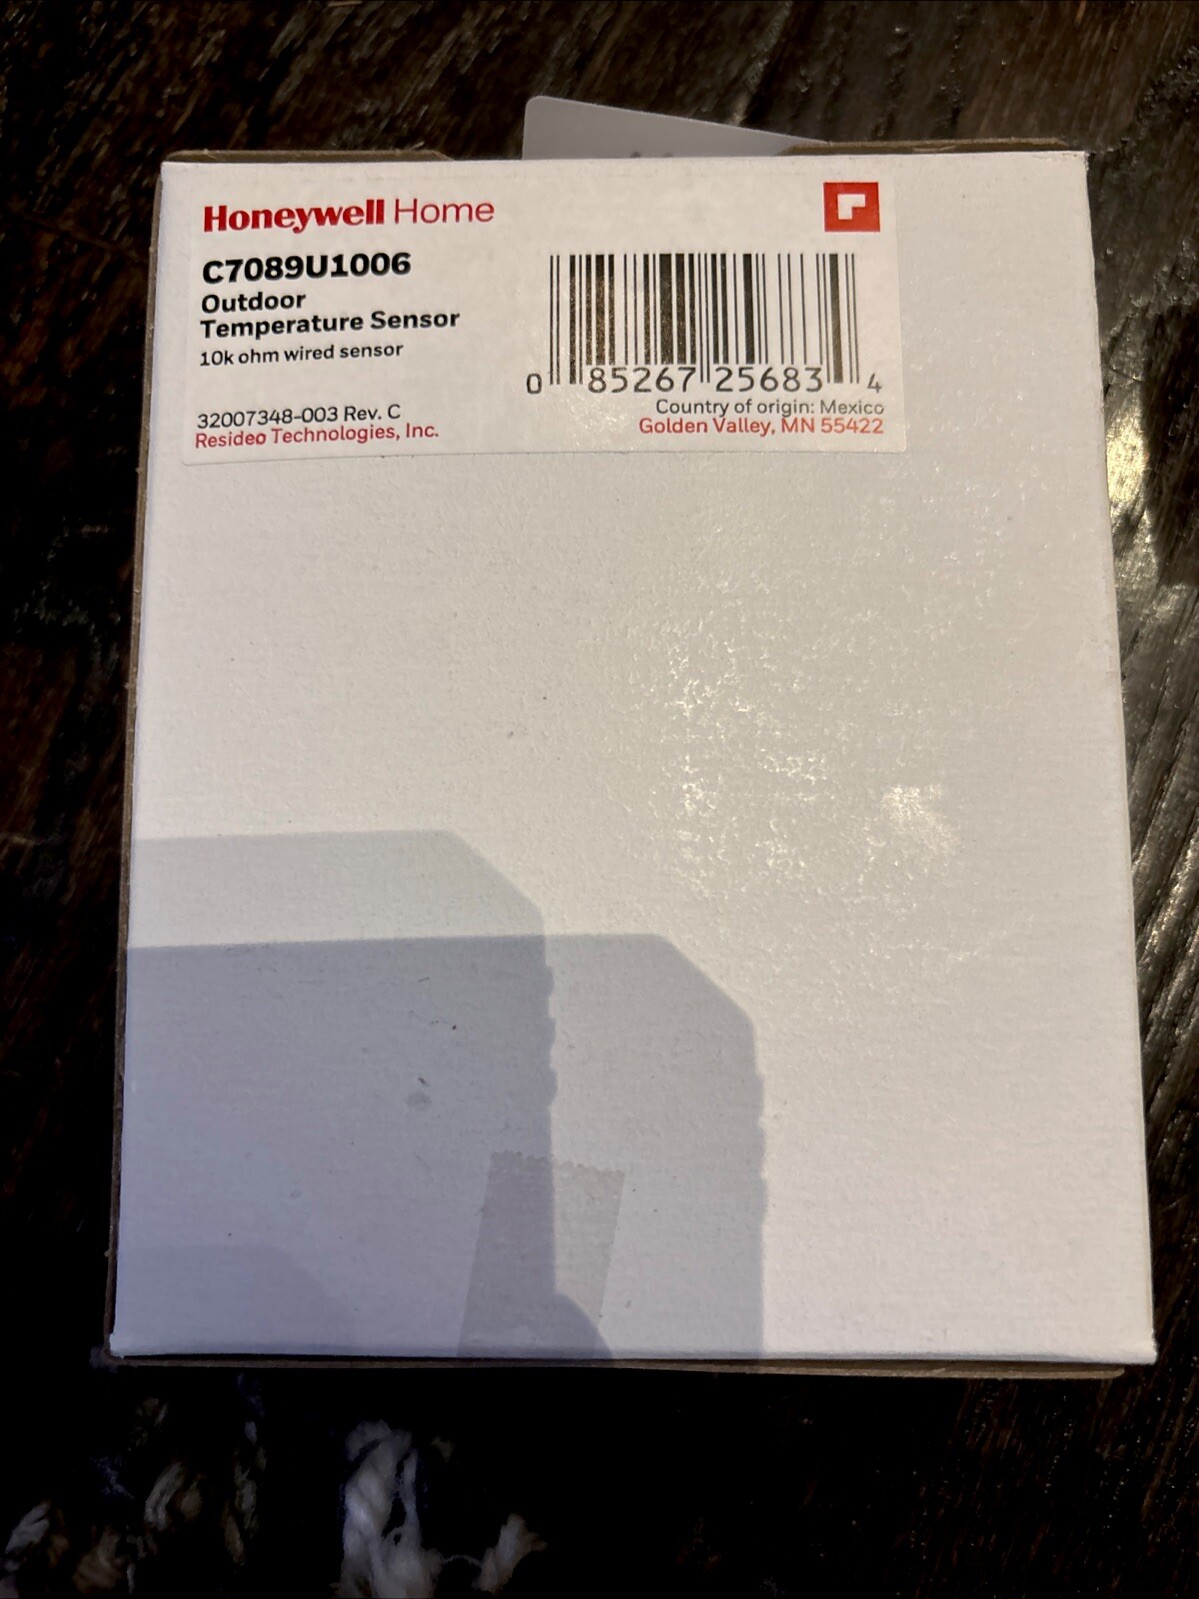 Honeywell Home
C7089U1006
Outdoor
Temperature Sensor
10k ohm wired sensor
0 85267 25683 4
32007348-003 Rev. C
Country of origin: Mexico
Resideo Technologies, Inc.
Golden Valley, MN 55422